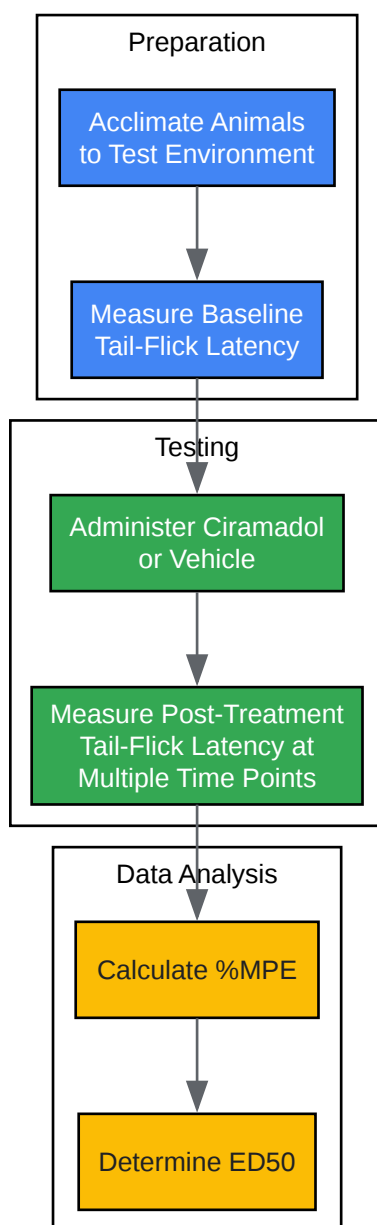 Preparation
Acclimate Animals
to Test Environment
Measure Baseline
Tail-Flick Latency
Testing
Administer Ciramadol
or Vehicle
Measure Post-Treatment
Tail-Flick Latency at
Multiple Time Points
Data Analysis
Calculate %MPE
Determine ED50